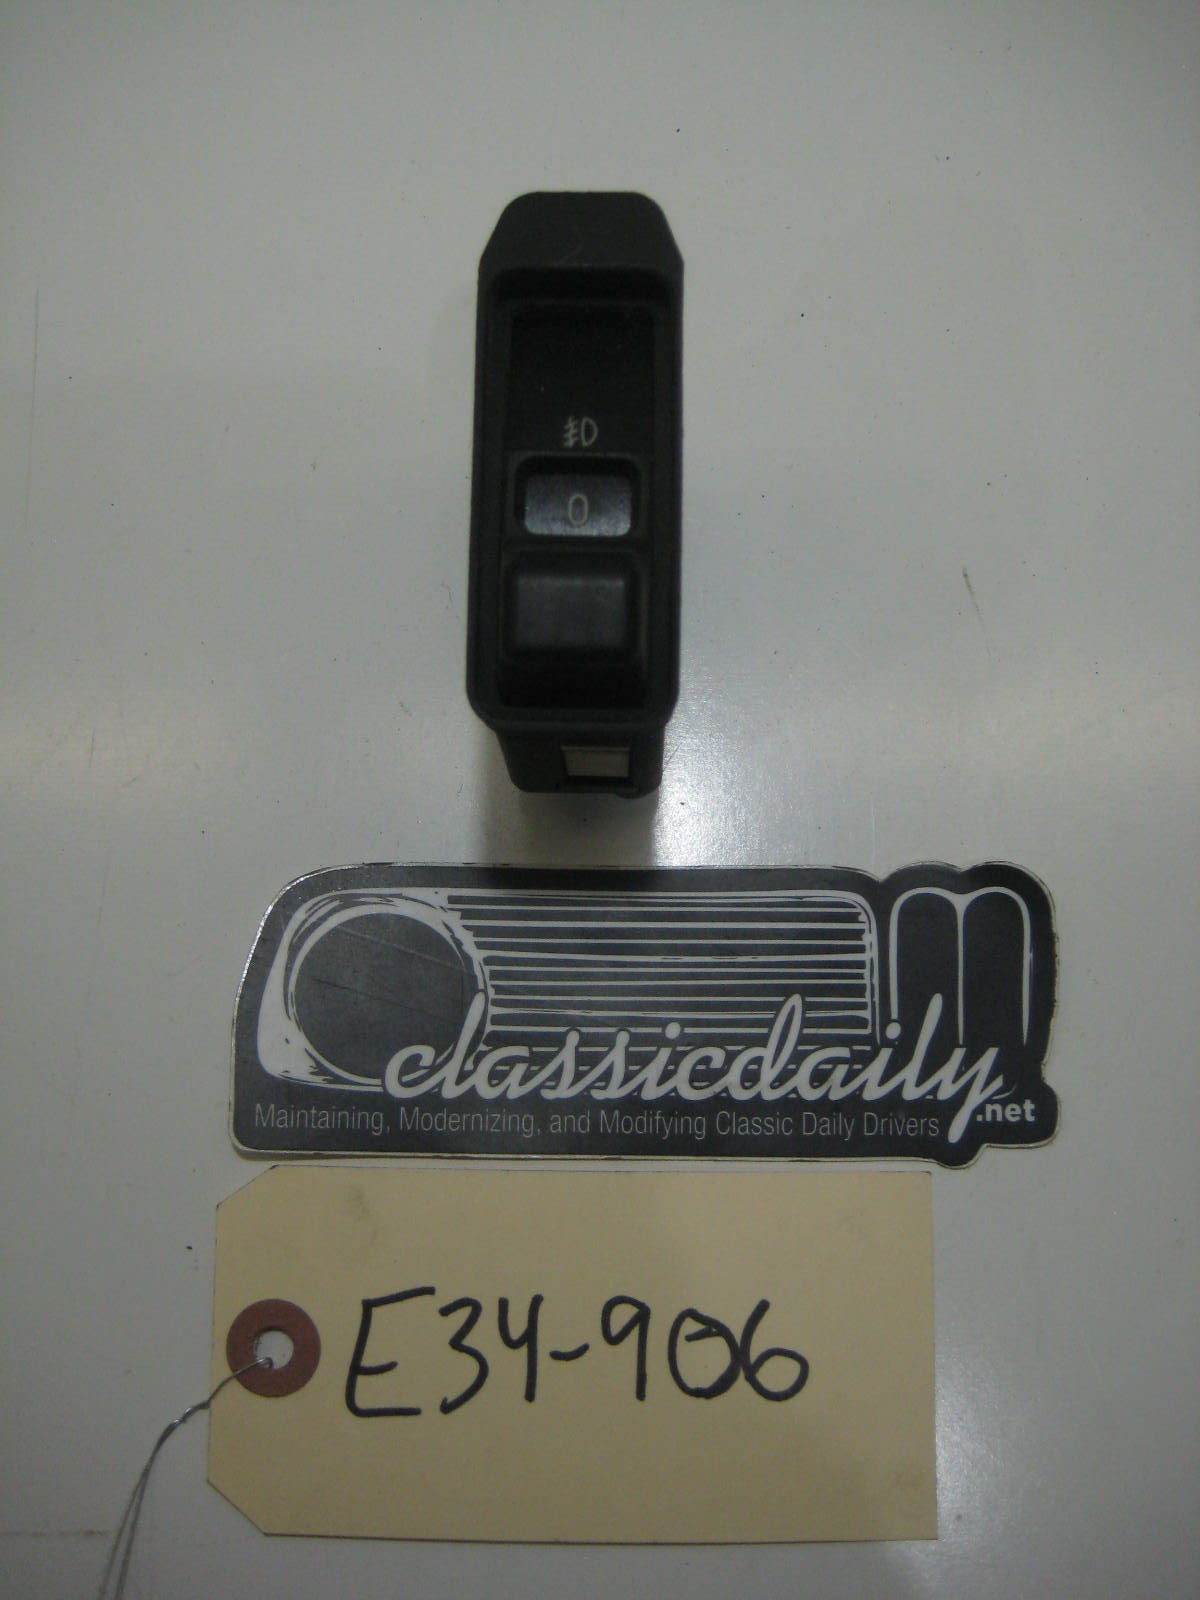 0
classicdaily
.net
Maintaining, Modernizing, and Modifying Classic Daily Drivers
E34-906